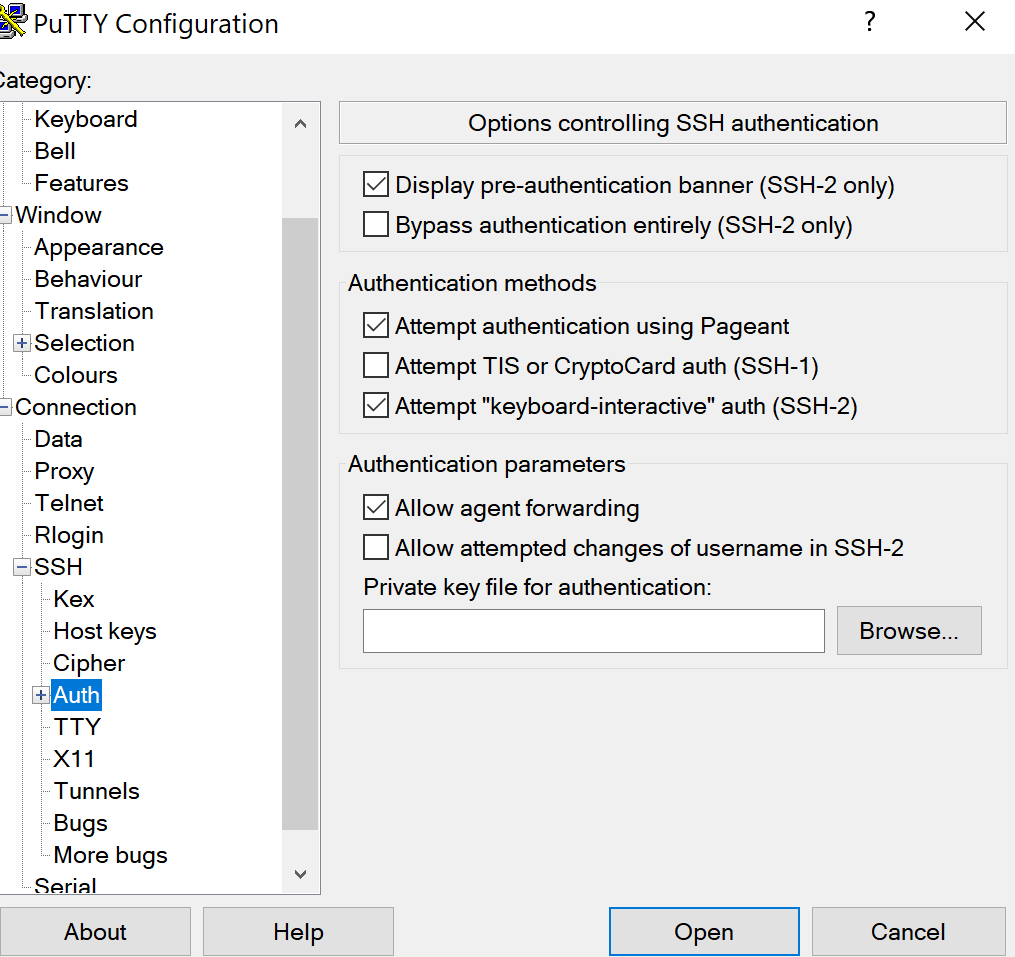 PuTTY Configuration
?
Category:
Keyboard
Bell
Features
Window
Appearance
Behaviour
Translation
Selection
Colours
Connection
Data
Proxy
Telnet
Rlogin
SSH
Kex
Host keys
Cipher
Auth
TTY
X11
Tunnels
Bugs
More bugs
Serial
Options controlling SSH authentication
Display pre-authentication banner (SSH-2 only)
Bypass authentication entirely (SSH-2 only)
Authentication methods
Attempt authentication using Pageant
Attempt TIS or CryptoCard auth (SSH-1)
Attempt "keyboard-interactive" auth (SSH-2)
Authentication parameters
Allow agent forwarding
Allow attempted changes of username in SSH-2
Private key file for authentication:
Browse...
About
Help
Open
Cancel